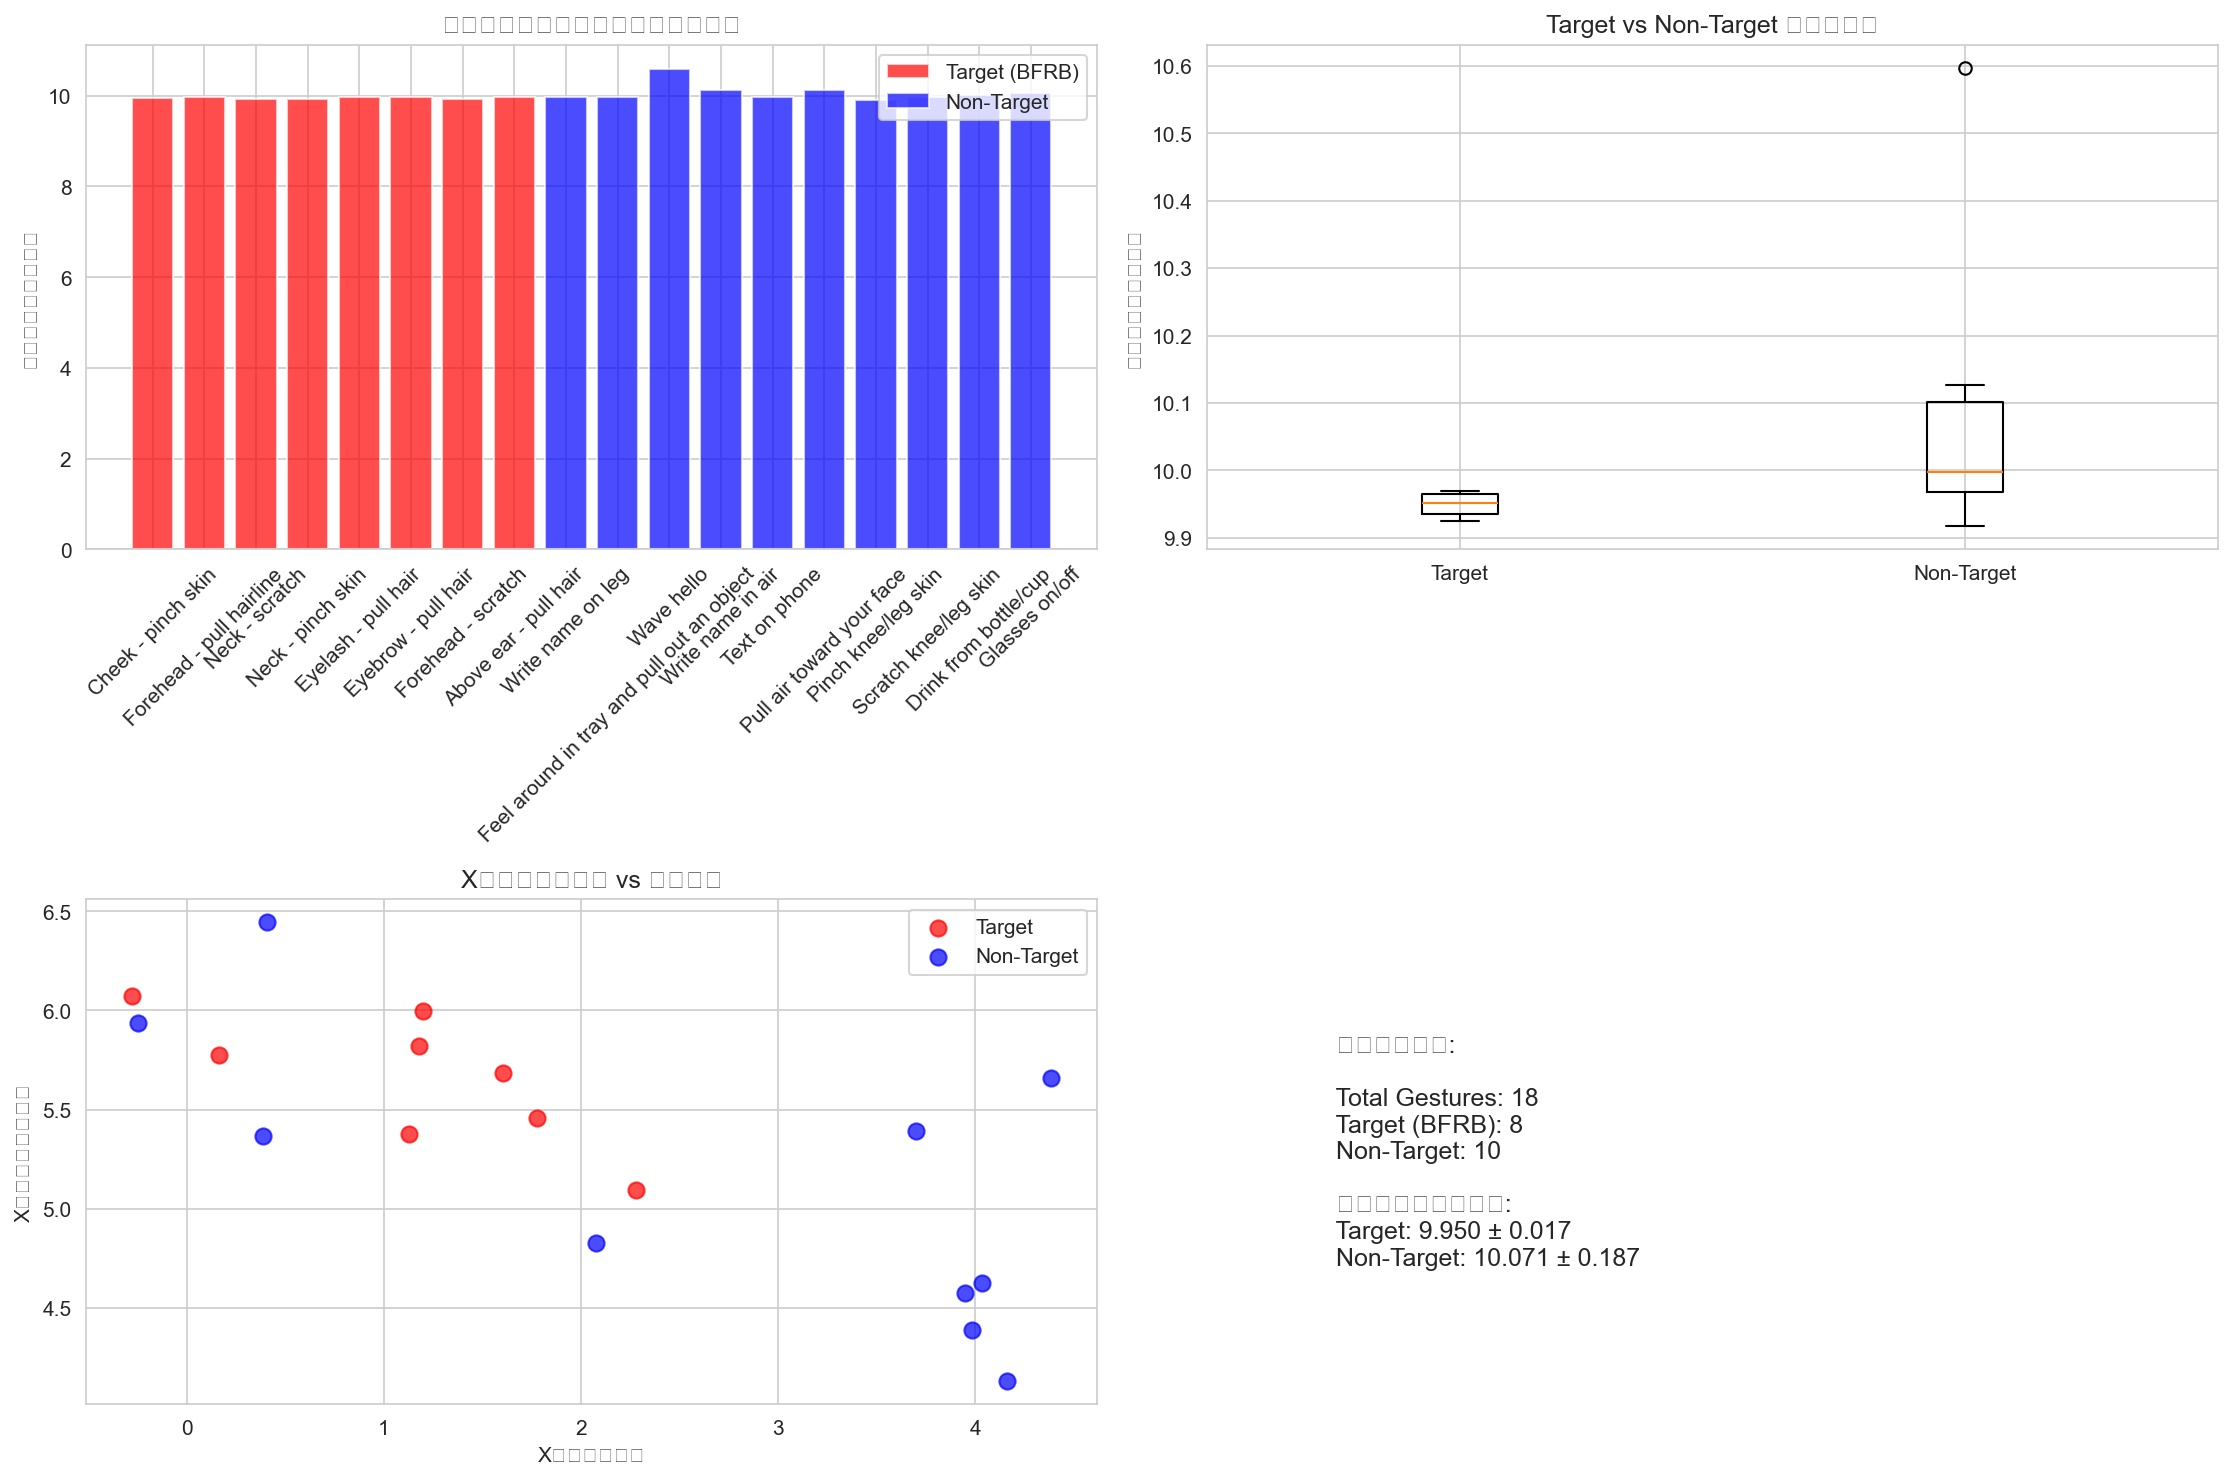 Target vs Non-Target
Target (BFRB)
Non-Target
10
8
6
4
2
0
Cheek - pinch skin
Forehead - pull hairline
Neck - scratch
Neck - pinch skin
Eyelash - pull hair
Eyebrow - pull hair
Forehead - scratch
Above ear - pull hair
Write name on leg
Feel around in tray and pull out an object
Wave hello
Write name in air
Text on phone
Pull air toward your face
Pinch knee/leg skin
Scratch knee/leg skin
Drink from bottle/cup
Glasses on/off
10.6
10.5
10.4
10.3
10.2
10.1
10.0
9.9
Target
Non-Target
X vs
Target
Non-Target
6.5
6.0
5.5
5.0
4.5
X
0
1
2
3
4
X
:
Total Gestures: 18
Target (BFRB): 8
Non-Target: 10
:
Target: 9.950 ± 0.017
Non-Target: 10.071 ± 0.187